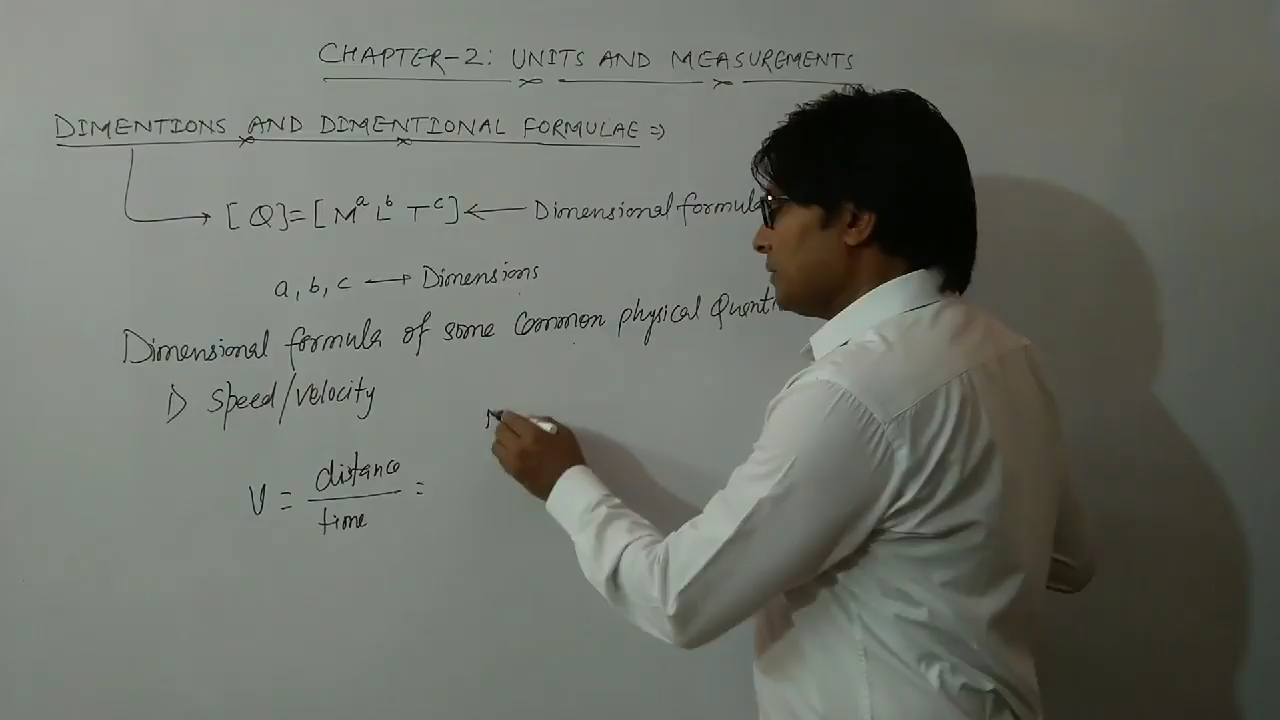 CHAPTER-2: UNITS AND MEASUREMENTS
DIMENTIONS AND DIMENTIONAL FORMULAE ⇒
[Q]=[M^a L^b T^c] ← Dimensional formula
a, b, c → Dimensions
Dimensional formula of some Common physical
1) Speed/velocity
V = distance/time =